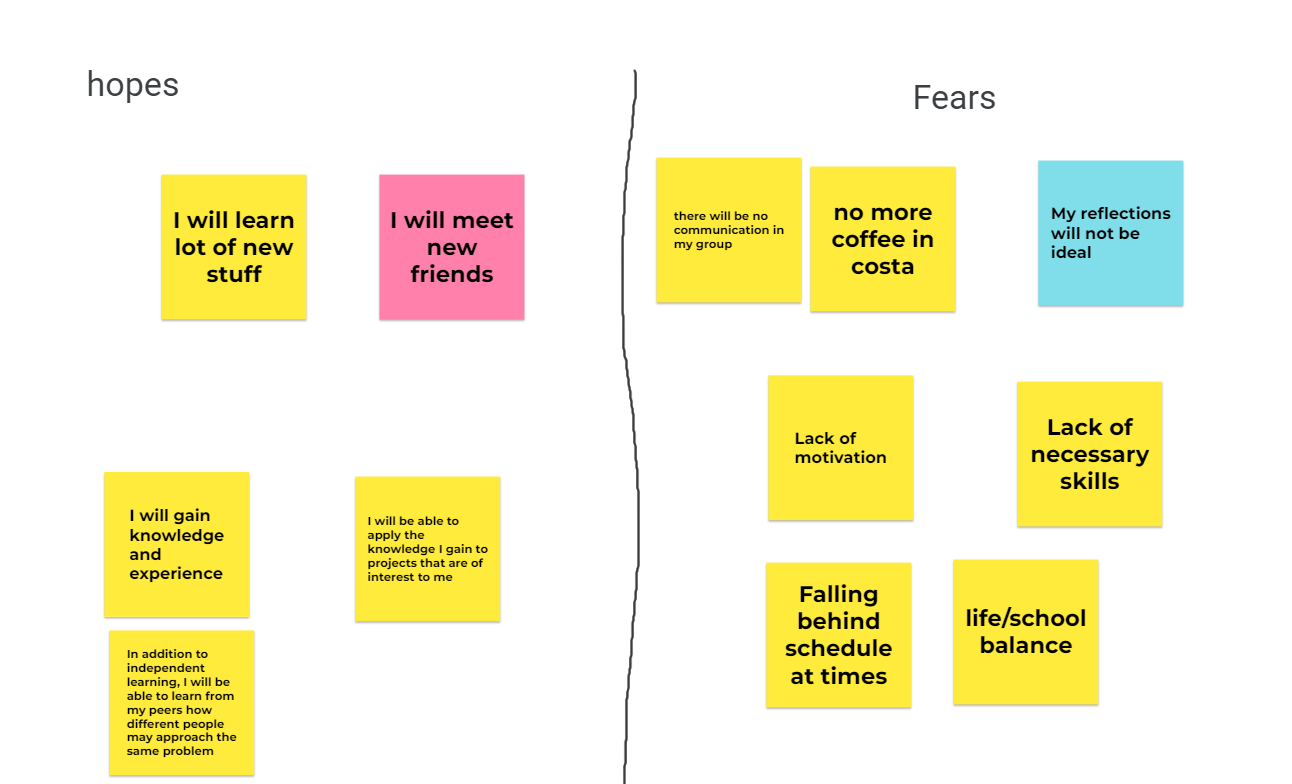 hopes
I will learn
lot of new
stuff
I will meet
new
friends
I will gain
knowledge
and
experience
I will be able to
apply the
knowledge I gain to
projects that are of
interest to me
In addition to
independent
learning, I will be
able to learn from
my peers how
different people
may approach the
same problem
Fears
there will be no
communication in
my group
no more
coffee in
costa
My reflections
will not be
ideal
Lack of
motivation
Lack of
necessary
skills
Falling
behind
schedule
at times
life/school
balance